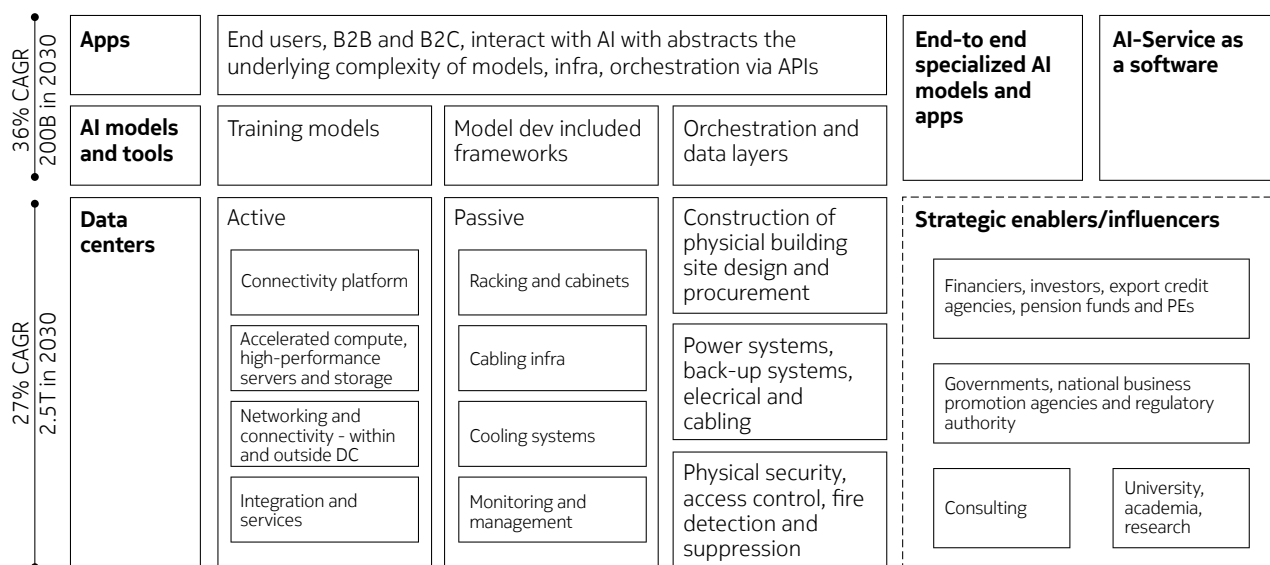 36% CAGR
200B in 2030
Apps
End users, B2B and B2C, interact with AI with abstracts the
underlying complexity of models, infra, orchestration via APIs
End-to end
specialized AI
models and
apps
AI-Service as
a software
AI models
and tools
Training models
Model dev included
frameworks
Orchestration and
data layers
27% CAGR
2.5T in 2030
Data
centers
Active
Connectivity platform
Accelerated compute,
high-performance
servers and storage
Networking and
connectivity - within
and outside DC
Integration and
services
Passive
Racking and cabinets
Cabling infra
Cooling systems
Monitoring and
management
Construction of
physicial building
site design and
procurement
Power systems,
back-up systems,
elecrical and
cabling
Physical security,
access control, fire
detection and
suppression
Strategic enablers/influencers
Financiers, investors, export credit
agencies, pension funds and PEs
Governments, national business
promotion agencies and regulatory
authority
Consulting
University,
academia,
research